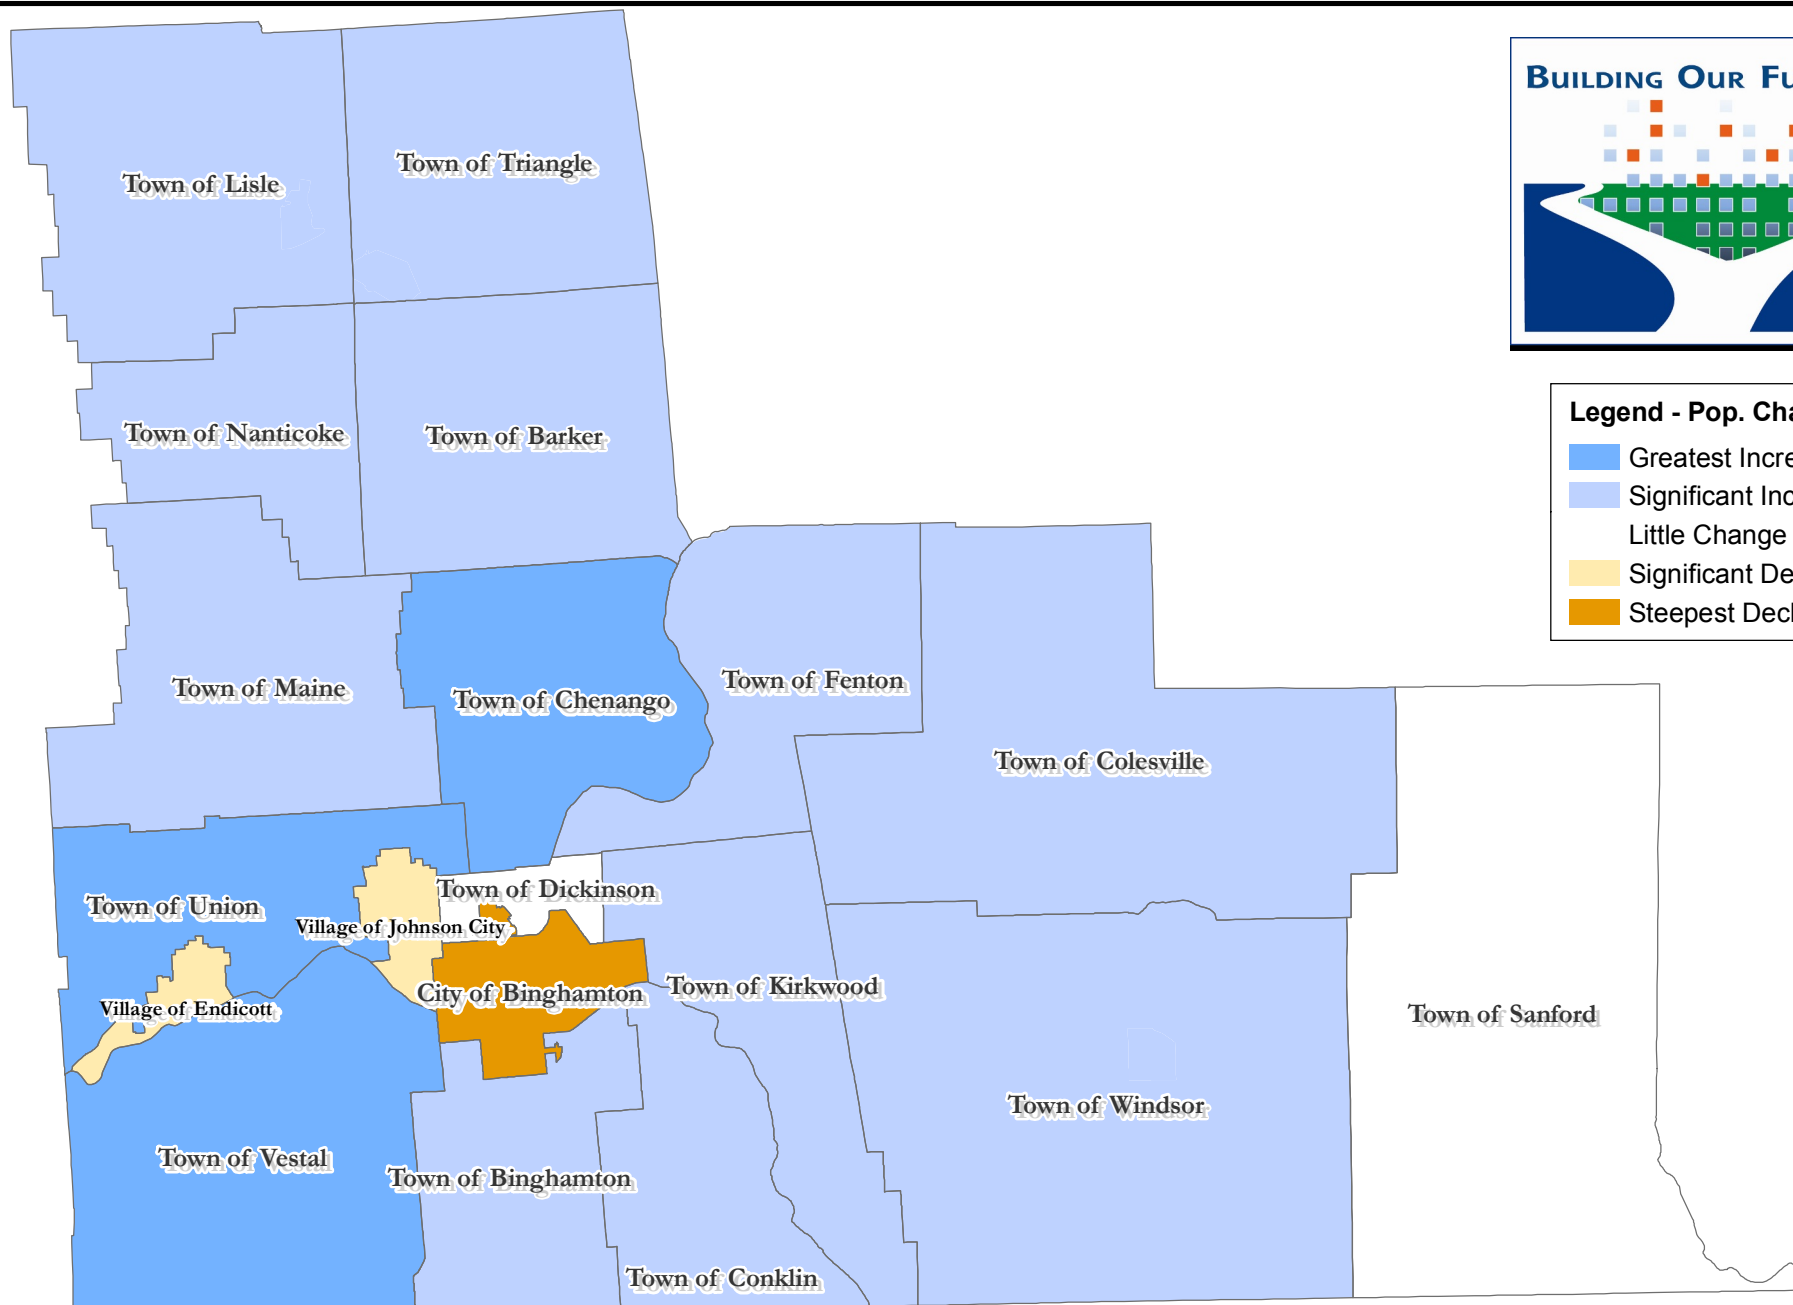 BUILDING OUR FU
Town of Triangle
Town of Lisle
Legend - Pop. Cha
Greatest Incre
Significant Inc
Little Change
Significant De
Steepest Decl
Town of Nanticoke
Town of Barker
Town of Maine
Town of Chenango
Town of Fenton
Town of Colesville
Town of Union
Town of Dickinson
Village of Johnson City
City of Binghamton
Town of Kirkwood
Village of Endicott
Town of Sanford
Town of Windsor
Town of Vestal
Town of Binghamton
Town of Conklin